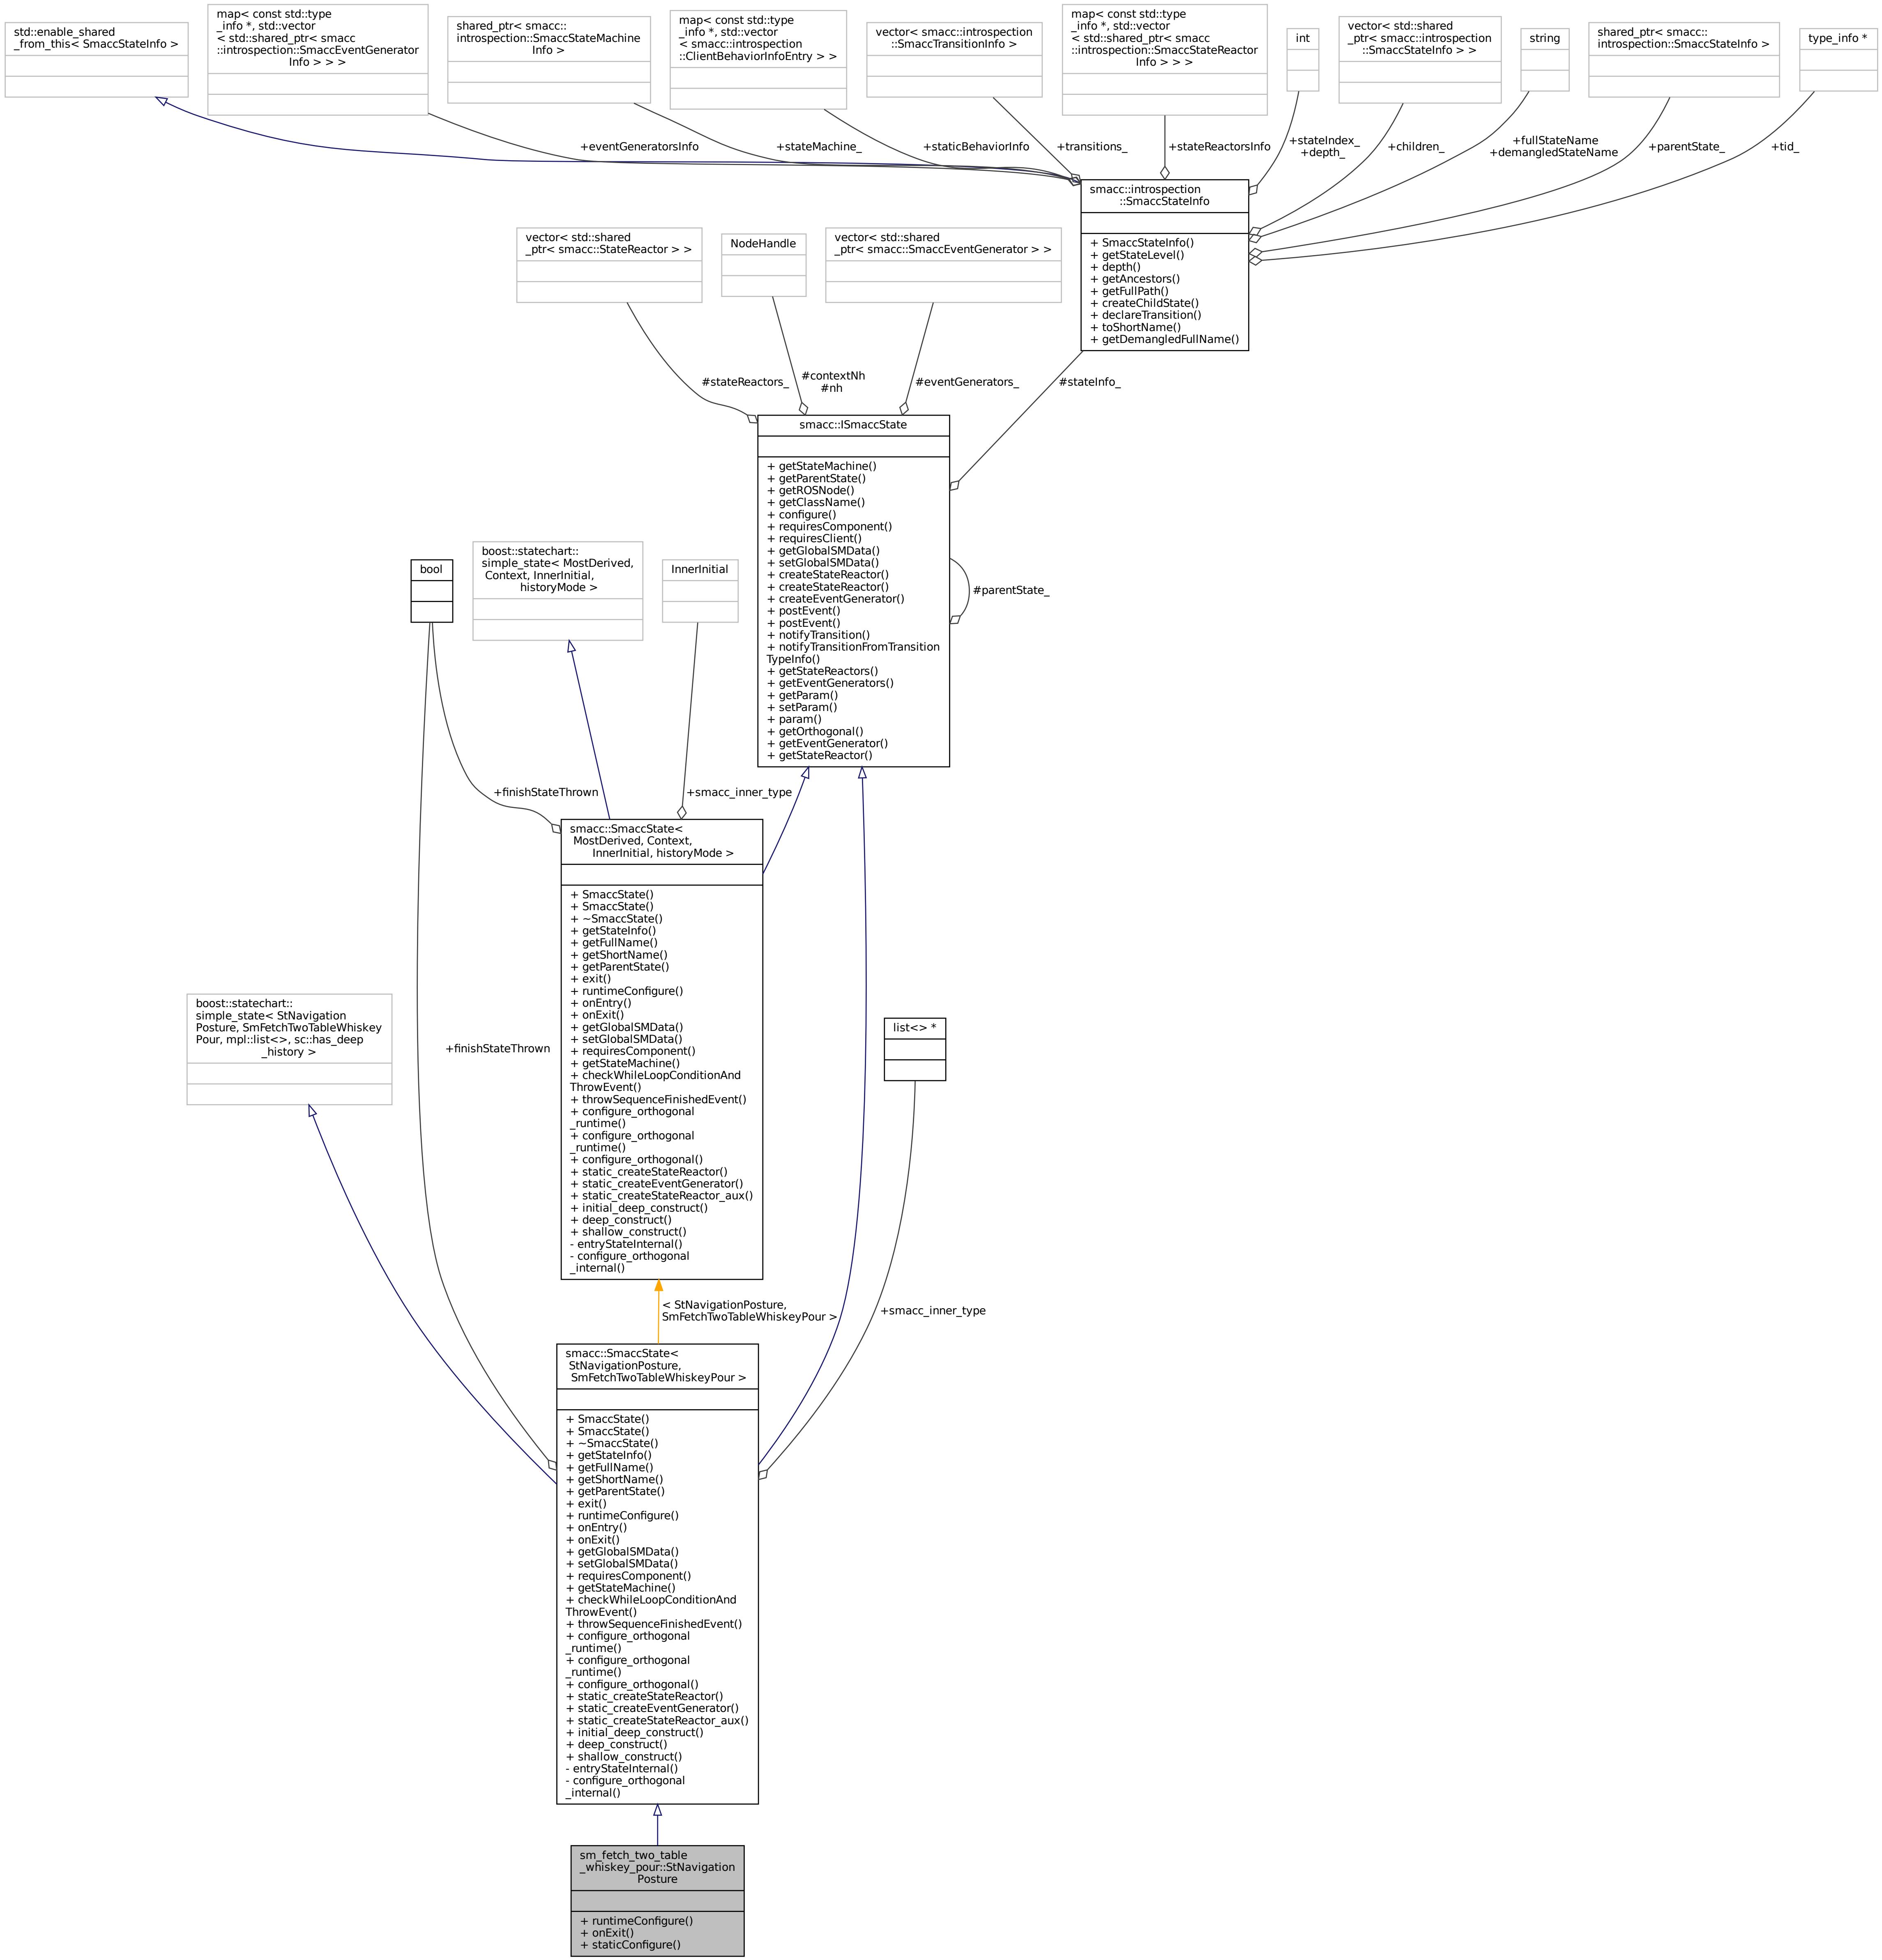 std::enable_shared
_from_this< SmaccStateInfo >
map< const std::type
_info *, std::vector
< std::shared_ptr< smacc
::introspection::SmaccEventGenerator
Info > > >
shared_ptr< smacc::
introspection::SmaccStateMachine
Info >
map< const std::type
_info *, std::vector
< smacc::introspection
::ClientBehaviorInfoEntry > >
vector< smacc::introspection
::SmaccTransitionInfo >
map< const std::type
_info *, std::vector
< std::shared_ptr< smacc
::introspection::SmaccStateReactor
Info > > >
int
vector< std::shared
_ptr< smacc::introspection
::SmaccStateInfo > >
string
shared_ptr< smacc::
introspection::SmaccStateInfo >
type_info *
+eventGeneratorsInfo
+stateMachine_
+staticBehaviorInfo
+transitions_
+stateReactorsInfo
+stateIndex_
+depth_
+children_
+fullStateName
+demangledStateName
+parentState_
+tid_
smacc::introspection
::SmaccStateInfo
+ SmaccStateInfo()
+ getStateLevel()
+ depth()
+ getAncestors()
+ getFullPath()
+ createChildState()
+ declareTransition()
+ toShortName()
+ getDemangledFullName()
vector< std::shared
_ptr< smacc::StateReactor > >
NodeHandle
vector< std::shared
_ptr< smacc::SmaccEventGenerator > >
#stateReactors_
#contextNh
#nh
#eventGenerators_
#stateInfo_
smacc::ISmaccState
+ getStateMachine()
+ getParentState()
+ getROSNode()
+ getClassName()
+ configure()
+ requiresComponent()
+ requiresClient()
+ getGlobalSMData()
+ setGlobalSMData()
+ createStateReactor()
+ createStateReactor()
+ createEventGenerator()
+ postEvent()
+ postEvent()
+ notifyTransition()
+ notifyTransitionFromTransition
TypeInfo()
+ getStateReactors()
+ getEventGenerators()
+ getParam()
+ setParam()
+ param()
+ getOrthogonal()
+ getEventGenerator()
+ getStateReactor()
#parentState_
bool
boost::statechart::
simple_state< MostDerived,
Context, InnerInitial,
historyMode >
InnerInitial
+finishStateThrown
+smacc_inner_type
smacc::SmaccState<
MostDerived, Context,
InnerInitial, historyMode >
+ SmaccState()
+ SmaccState()
+ ~SmaccState()
+ getStateInfo()
+ getFullName()
+ getShortName()
+ getParentState()
+ exit()
+ runtimeConfigure()
+ onEntry()
+ onExit()
+ getGlobalSMData()
+ setGlobalSMData()
+ requiresComponent()
+ getStateMachine()
+ checkWhileLoopConditionAnd
ThrowEvent()
+ throwSequenceFinishedEvent()
+ configure_orthogonal
_runtime()
+ configure_orthogonal
_runtime()
+ configure_orthogonal()
+ static_createStateReactor()
+ static_createEventGenerator()
+ static_createStateReactor_aux()
+ initial_deep_construct()
+ deep_construct()
+ shallow_construct()
- entryStateInternal()
- configure_orthogonal
_internal()
boost::statechart::
simple_state< StNavigation
Posture, SmFetchTwoTableWhiskey
Pour, mpl::list<>, sc::has_deep
_history >
+finishStateThrown
list<> *
< StNavigationPosture,
SmFetchTwoTableWhiskeyPour >
+smacc_inner_type
smacc::SmaccState<
StNavigationPosture,
SmFetchTwoTableWhiskeyPour >
+ SmaccState()
+ SmaccState()
+ ~SmaccState()
+ getStateInfo()
+ getFullName()
+ getShortName()
+ getParentState()
+ exit()
+ runtimeConfigure()
+ onEntry()
+ onExit()
+ getGlobalSMData()
+ setGlobalSMData()
+ requiresComponent()
+ getStateMachine()
+ checkWhileLoopConditionAnd
ThrowEvent()
+ throwSequenceFinishedEvent()
+ configure_orthogonal
_runtime()
+ configure_orthogonal
_runtime()
+ configure_orthogonal()
+ static_createStateReactor()
+ static_createEventGenerator()
+ static_createStateReactor_aux()
+ initial_deep_construct()
+ deep_construct()
+ shallow_construct()
- entryStateInternal()
- configure_orthogonal
_internal()
sm_fetch_two_table
_whiskey_pour::StNavigation
Posture
+ runtimeConfigure()
+ onExit()
+ staticConfigure()